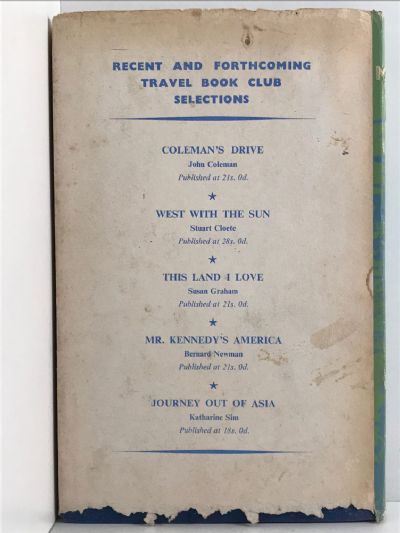 RECENT AND FORTHCOMING
TRAVEL BOOK CLUB
SELECTIONS
COLEMAN'S DRIVE
John Coleman
Published at 21s. 0d.
★
WEST WITH THE SUN
Stuart Cloete
Published at 28s. 0d.
★
THIS LAND I LOVE
Susan Graham
Published at 21s. 0d.
★
MR. KENNEDY'S AMERICA
Bernard Newman
Published at 21s. 0d.
★
JOURNEY OUT OF ASIA
Katharine Sim
Published at 18s. 0d.